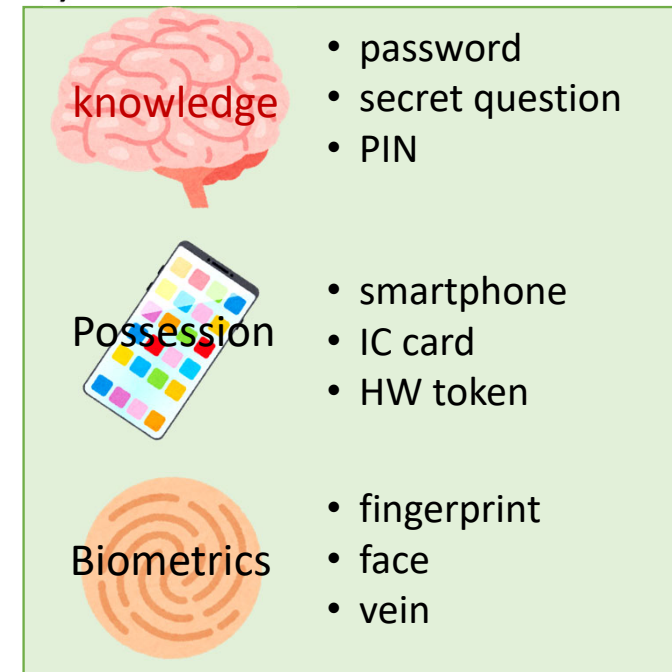 knowledge
• password
• secret question
• PIN
Possession
• smartphone
• IC card
• HW token
Biometrics
• fingerprint
• face
• vein